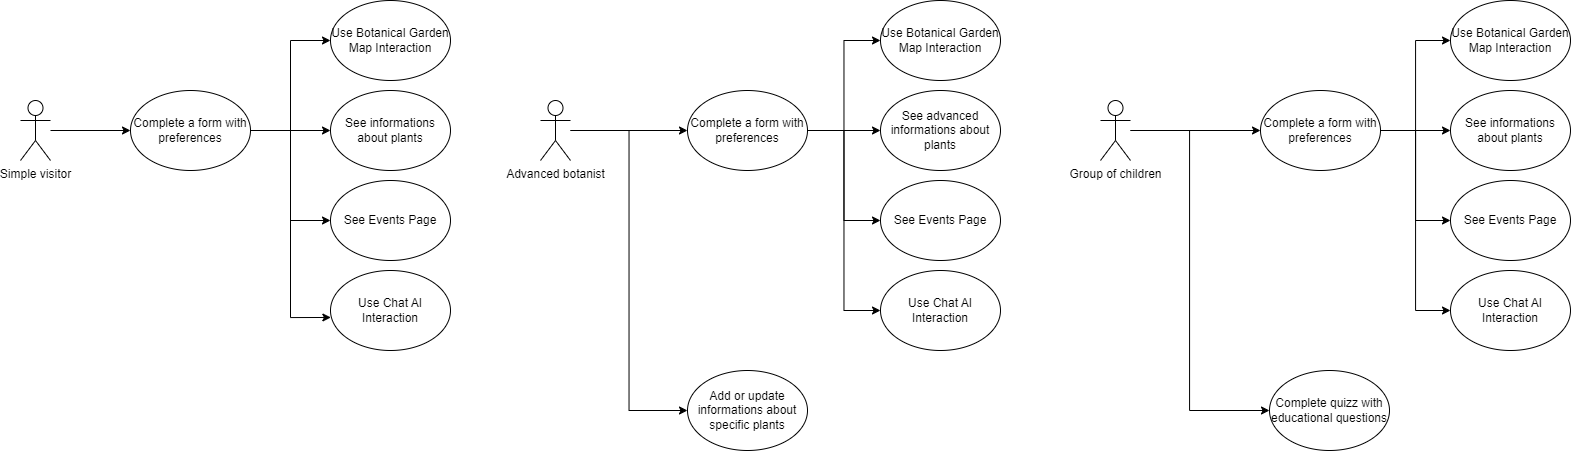 Use Botanical Garden
Map Interaction
Complete a form with
preferences
See informations
about plants
Simple visitor
See Events Page
Use Chat AI
Interaction
Use Botanical Garden
Map Interaction
Complete a form with
preferences
See advanced
informations about
plants
Advanced botanist
See Events Page
Use Chat AI
Interaction
Add or update
informations about
specific plants
Use Botanical Garden
Map Interaction
Complete a form with
preferences
See informations
about plants
Group of children
See Events Page
Use Chat AI
Interaction
Complete quizz with
educational questions